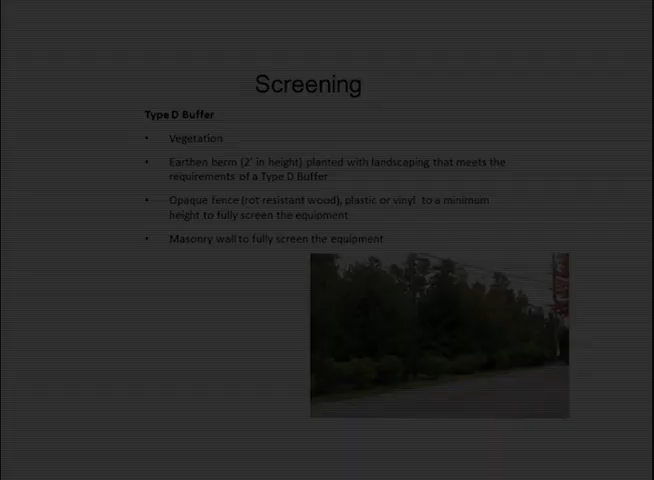 Screening
Type D Buffer
• Vegetation
• Earthen berm (2' in height) planted with landscaping that meets the
requirements of a Type D Buffer
• Opaque fence (rot resistant wood), plastic or vinyl to a minimum
height to fully screen the equipment
• Masonry wall to fully screen the equipment